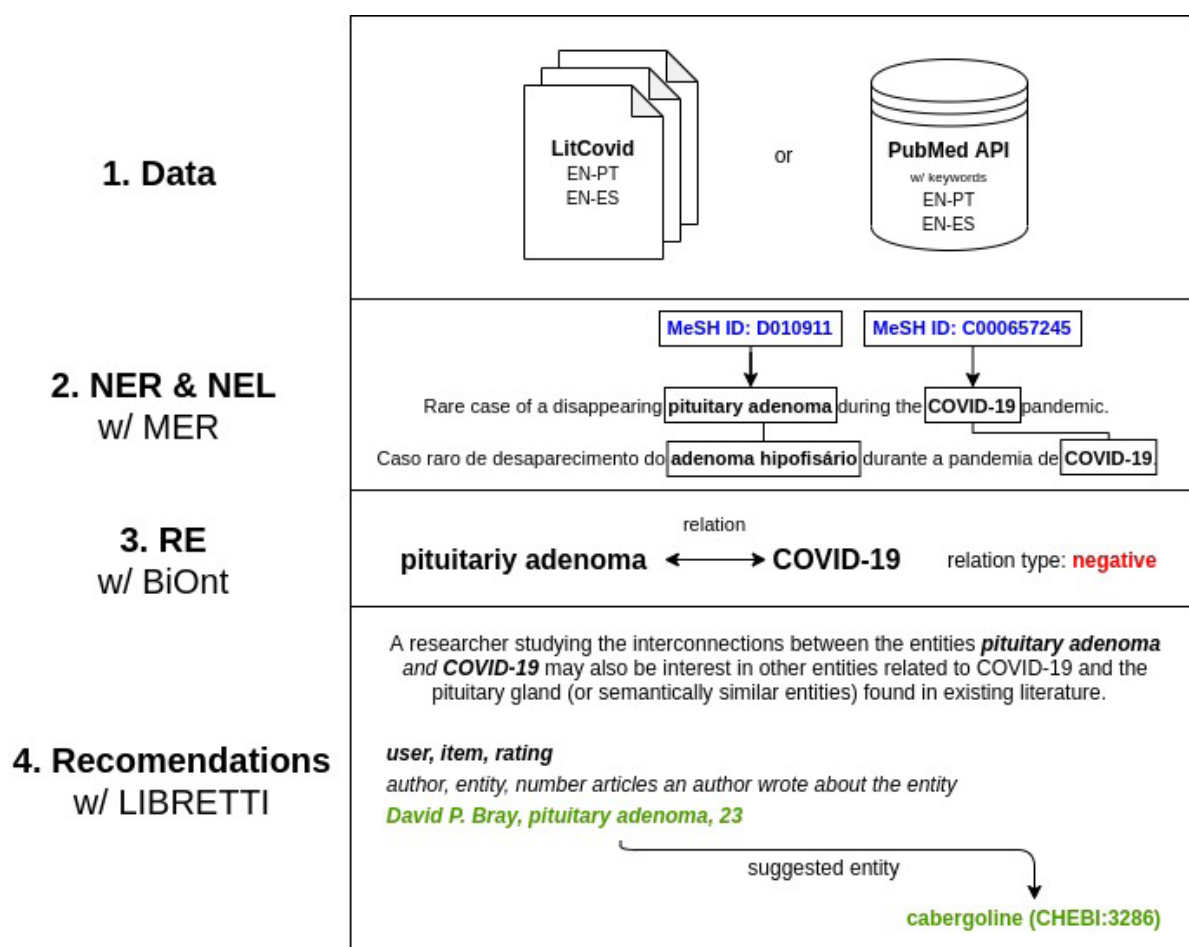 1. Data
LitCovid
EN-PT
EN-ES
or
PubMed API
w/ keywords
EN-PT
EN-ES
2. NER & NEL
w/ MER
MeSH ID: D010911
MeSH ID: C000657245
Rare case of a disappearing pituitary adenoma during the COVID-19 pandemic.
Caso raro de desaparecimento do adenoma hipofisário durante a pandemia de COVID-19.
3. RE
w/ BiOnt
relation
pituitariy adenoma COVID-19 relation type: negative
4. Recomendations
w/ LIBRETTI
A researcher studying the interconnections between the entities pituitary adenoma
and COVID-19 may also be interest in other entities related to COVID-19 and the
pituitary gland (or semantically similar entities) found in existing literature.
user, item, rating
author, entity, number articles an author wrote about the entity
David P. Bray, pituitary adenoma, 23
suggested entity
cabergoline (CHEBI:3286)